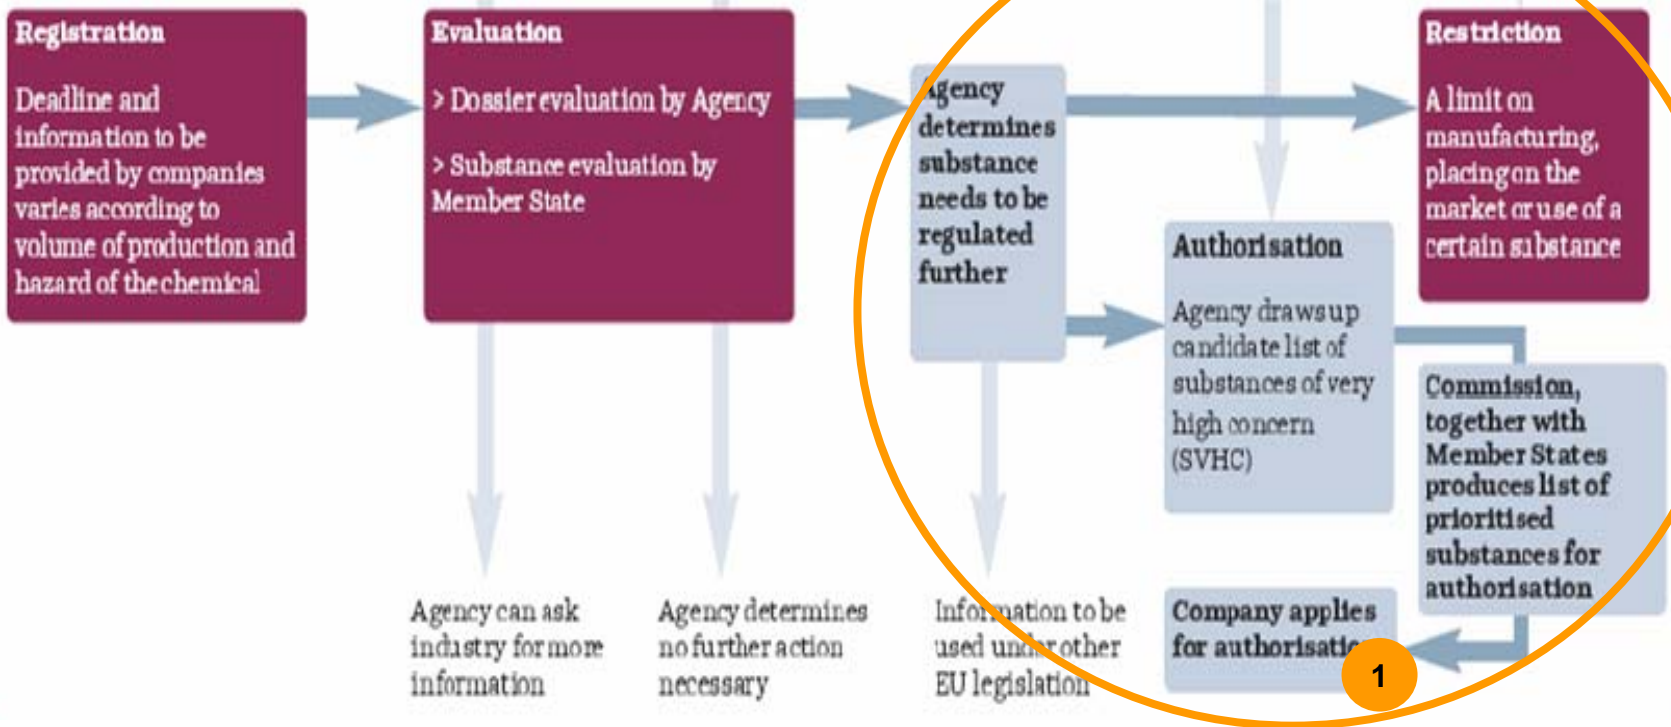 Registration
Deadline and
information to be
provided by companies
varies according to
volume of production and
hazard of the chemical
Evaluation
> Dossier evaluation by Agency
> Substance evaluation by
Member State
Agency
determines
substance
needs to be
regulated
further
Restriction
A limit on
manufacturing,
placing on the
market or use of a
certain substance
Authorisation
Agency draws up
candidate list of
substances of very
high concern
(SVHC)
Commission,
together with
Member States
produces list of
prioritised
substances for
authorisation
Agency can ask
industry for more
information
Agency determines
no further action
necessary
Information to be
used under other
EU legislation
Company applies
for authorisation
1